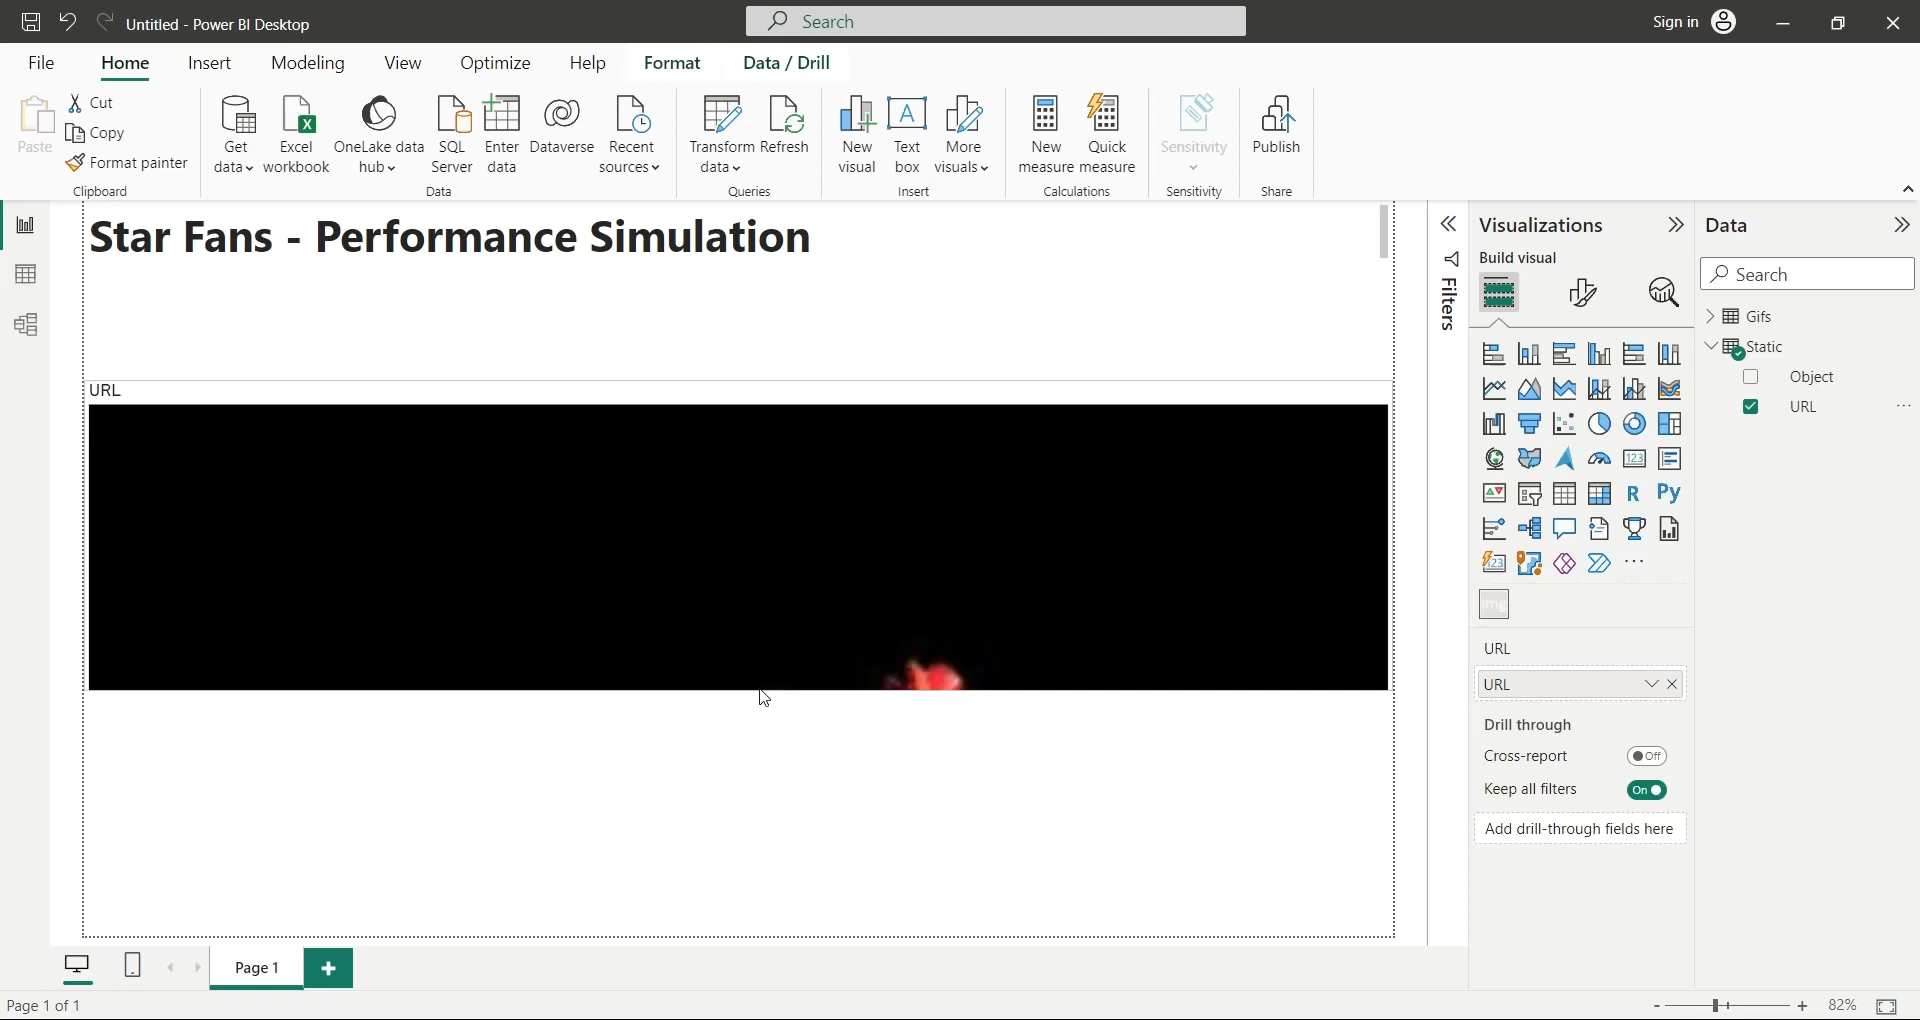 Untitled - Power BI Desktop
Search
Sign in
File Home Insert Modeling View Optimize Help Format Data / Drill
Paste
Cut
Copy
Format painter
Clipboard
Get data
Excel workbook
OneLake data hub
SQL Server
Enter data
Dataverse
Recent sources
Data
Transform data
Refresh
Queries
New visual
A
Text box
More visuals
Insert
New measure
Quick measure
Calculations
Sensitivity
Sensitivity
Publish
Share
Star Fans - Performance Simulation
URL
Filters
Visualizations
Build visual
123
R Py
123
img
URL
URL
Drill through
Cross-report Off
Keep all filters On
Add drill-through fields here
Data
Search
Gifs
Static
Object
URL
Page 1
Page 1 of 1
- + 82%